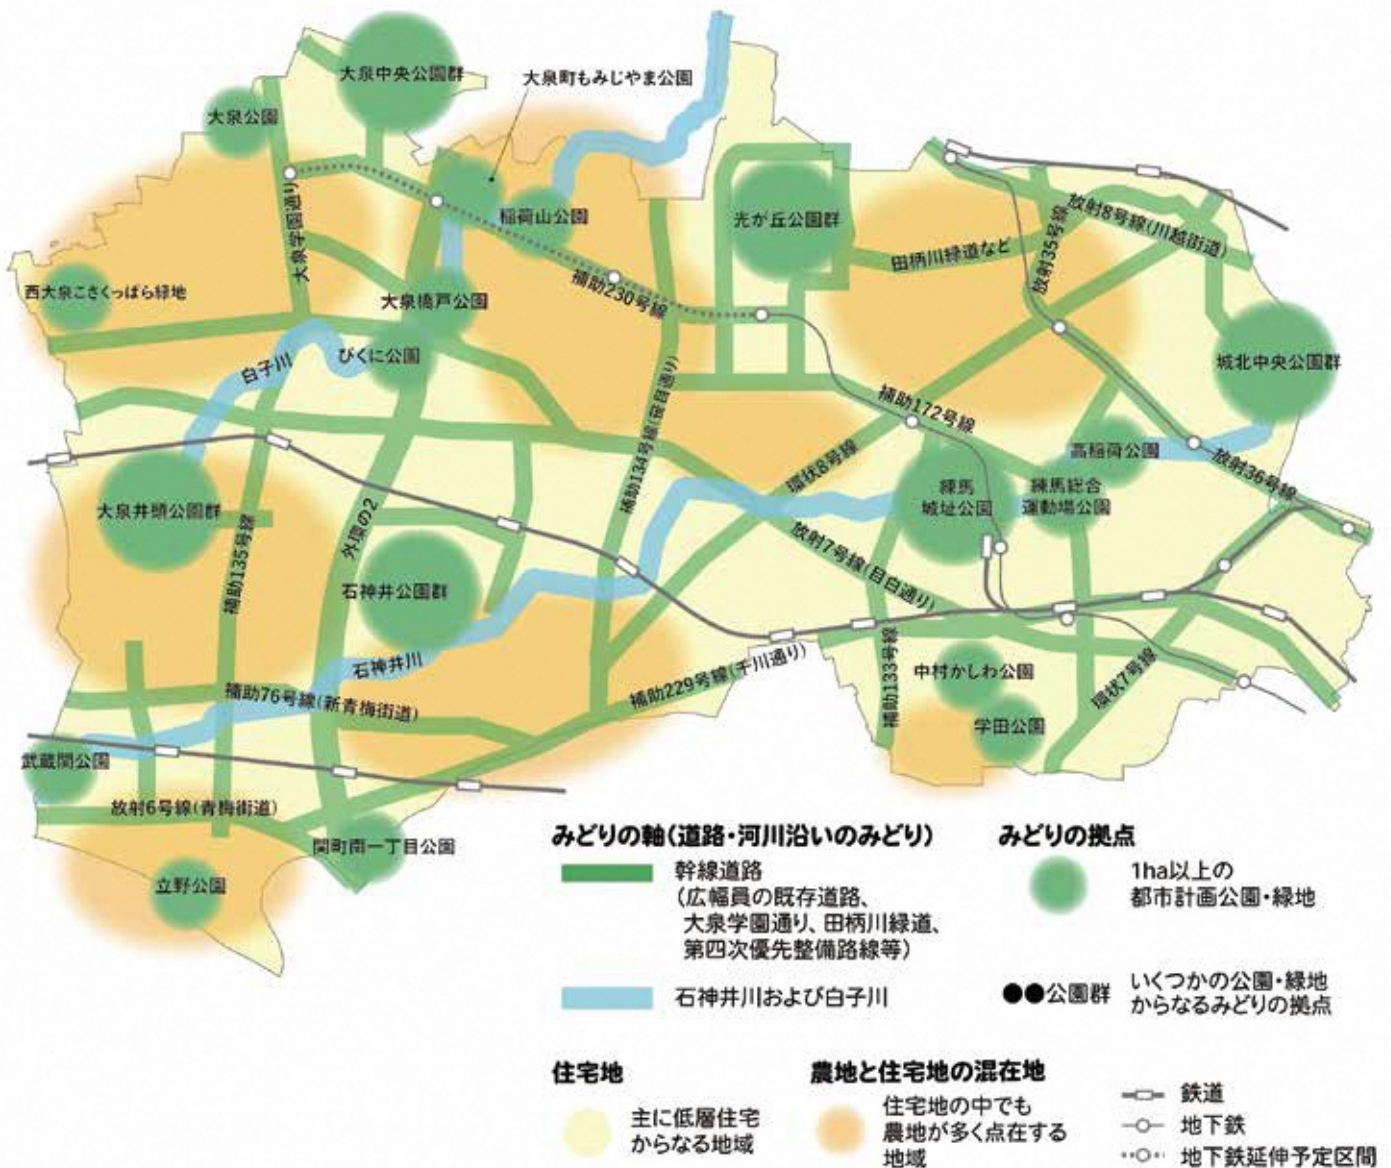 大泉中央公園群
大泉町もみじやま公園
大泉公園
大泉学園通り
稲荷山公園
光が丘公園群
放射8号線(川越街道)
放射35号線
田柄川緑道など
西大泉こさくっぱら緑地
大泉橋戸公園
補助230号線
びくに公園
白子川
城北中央公園群
補助134号線(笹目通り)
補助172号線
高稲荷公園
放射36号線
環状8号線
練馬
城址公園
練馬総合
運動場公園
大泉井頭公園群
外環の2
補助135号線
放射7号線(目白通り)
石神井公園群
石神井川
補助76号線(新青梅街道)
補助229号線(千川通り)
補助133号線
中村かしわ公園
環状7号線
学田公園
武蔵関公園
放射6号線(青梅街道)
関町南一丁目公園
立野公園
みどりの軸(道路・河川沿いのみどり)
幹線道路
(広幅員の既存道路、
大泉学園通り、田柄川緑道、
第四次優先整備路線等)
石神井川および白子川
みどりの拠点
1ha以上の
都市計画公園・緑地
●●公園群
いくつかの公園・緑地
からなるみどりの拠点
住宅地
主に低層住宅
からなる地域
農地と住宅地の混在地
住宅地の中でも
農地が多く点在する
地域
鉄道
地下鉄
地下鉄延伸予定区間